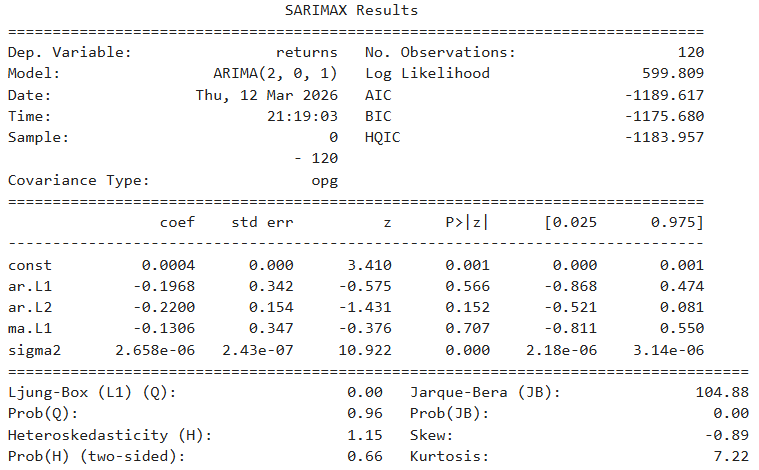 SARIMAX Results
==============================================================================
Dep. Variable:                returns   No. Observations:                  120
Model:                 ARIMA(2, 0, 1)   Log Likelihood                 599.809
Date:                Thu, 12 Mar 2026   AIC                          -1189.617
Time:                        21:19:03   BIC                          -1175.680
Sample:                             0   HQIC                         -1183.957
                                - 120
Covariance Type:                  opg
==============================================================================
                 coef    std err          z      P>|z|      [0.025      0.975]
------------------------------------------------------------------------------
const          0.0004      0.000      3.410      0.001       0.000       0.001
ar.L1         -0.1968      0.342     -0.575      0.566      -0.868       0.474
ar.L2         -0.2200      0.154     -1.431      0.152      -0.521       0.081
ma.L1         -0.1306      0.347     -0.376      0.707      -0.811       0.550
sigma2      2.658e-06   2.43e-07     10.922      0.000    2.18e-06    3.14e-06
===================================================================================
Ljung-Box (L1) (Q):                   0.00   Jarque-Bera (JB):               104.88
Prob(Q):                              0.96   Prob(JB):                         0.00
Heteroskedasticity (H):               1.15   Skew:                            -0.89
Prob(H) (two-sided):                  0.66   Kurtosis:                         7.22